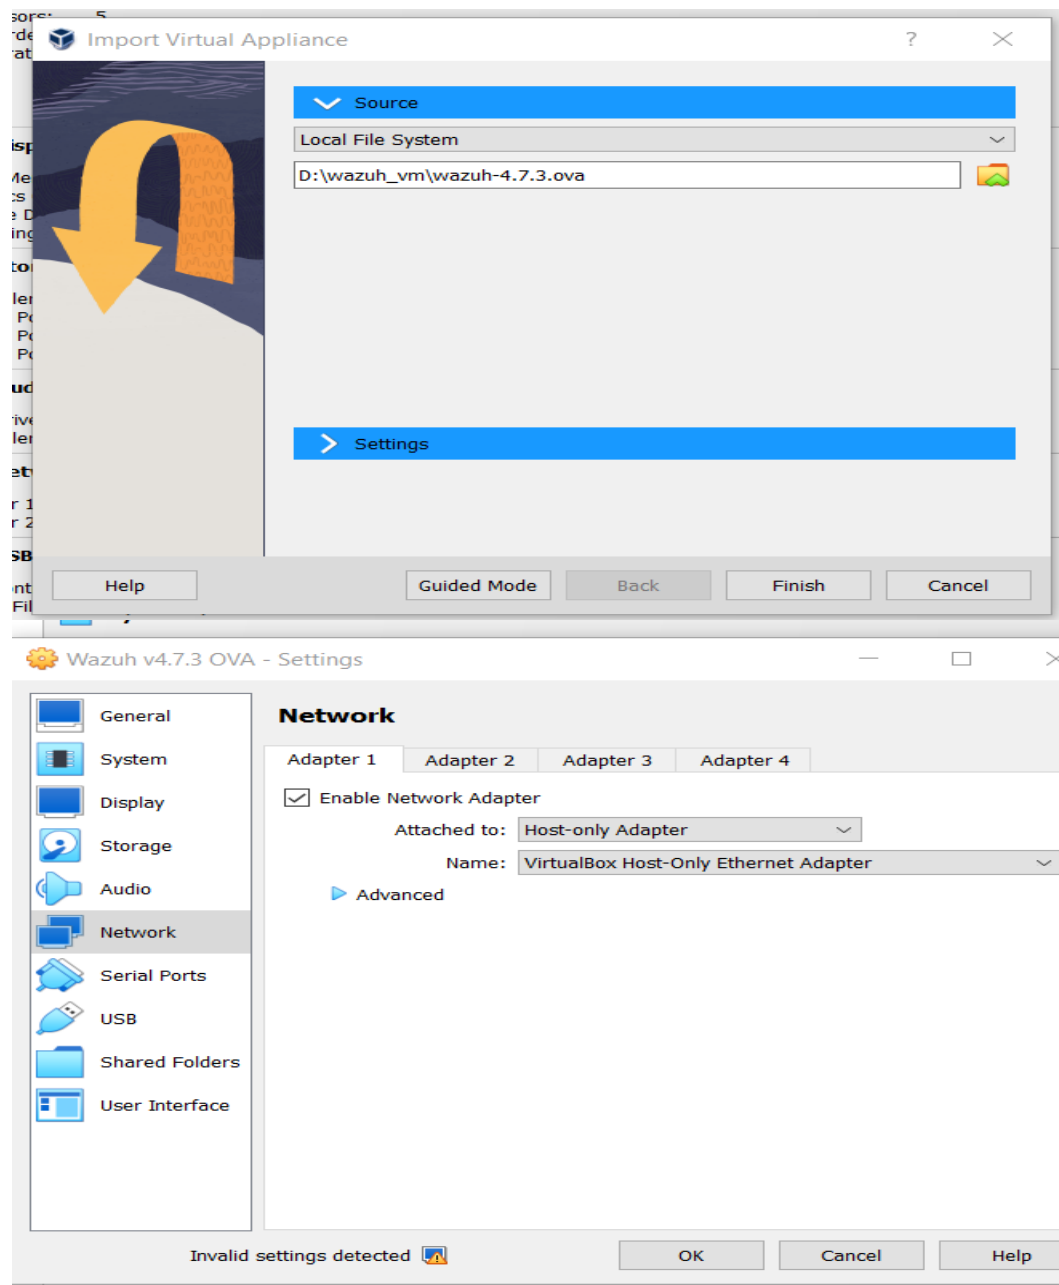 5
Import Virtual Appliance
?
Source
Local File System
D:\wazuh_vm\wazuh-4.7.3.ova
Settings
Help
Guided Mode
Back
Finish
Cancel
Wazuh v4.7.3 OVA - Settings
General
System
Display
Storage
Audio
Network
Serial Ports
USB
Shared Folders
User Interface
Network
Adapter 1
Adapter 2
Adapter 3
Adapter 4
Enable Network Adapter
Attached to: Host-only Adapter
Name: VirtualBox Host-Only Ethernet Adapter
Advanced
Invalid settings detected
OK
Cancel
Help